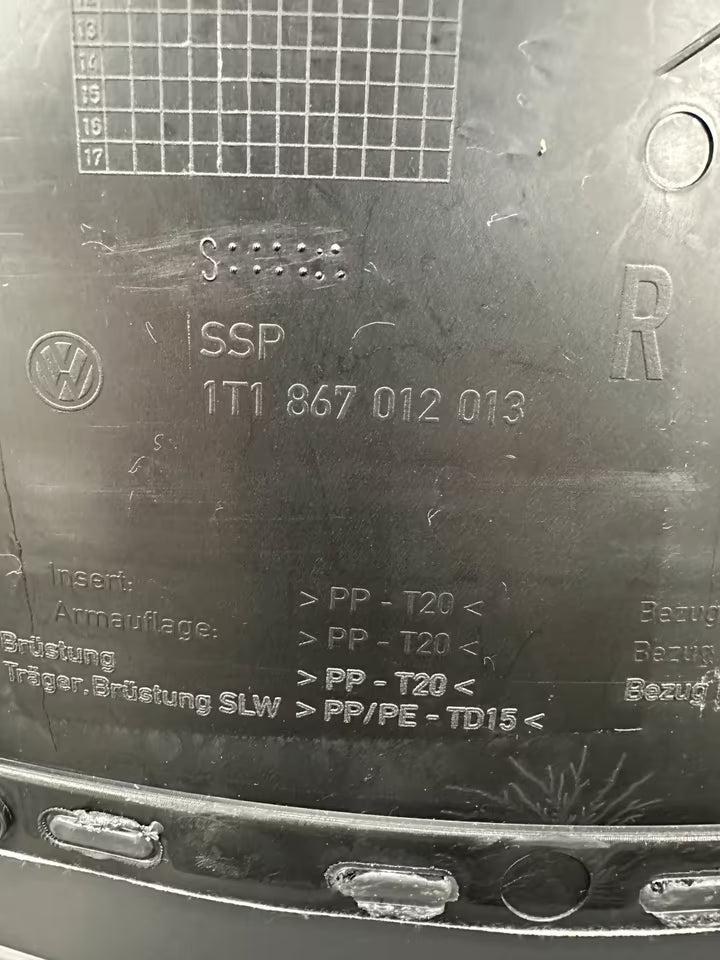 13
14
15
16
17
S
SSP
R
VW
1T1 867 012 013
Insert: >PP-T20< Bezug
Armauflage: >PP-T20< Bezug
Brüstung >PP-T20< Bezug
Träger, Brüstung SLW >PP/PE-TD15<